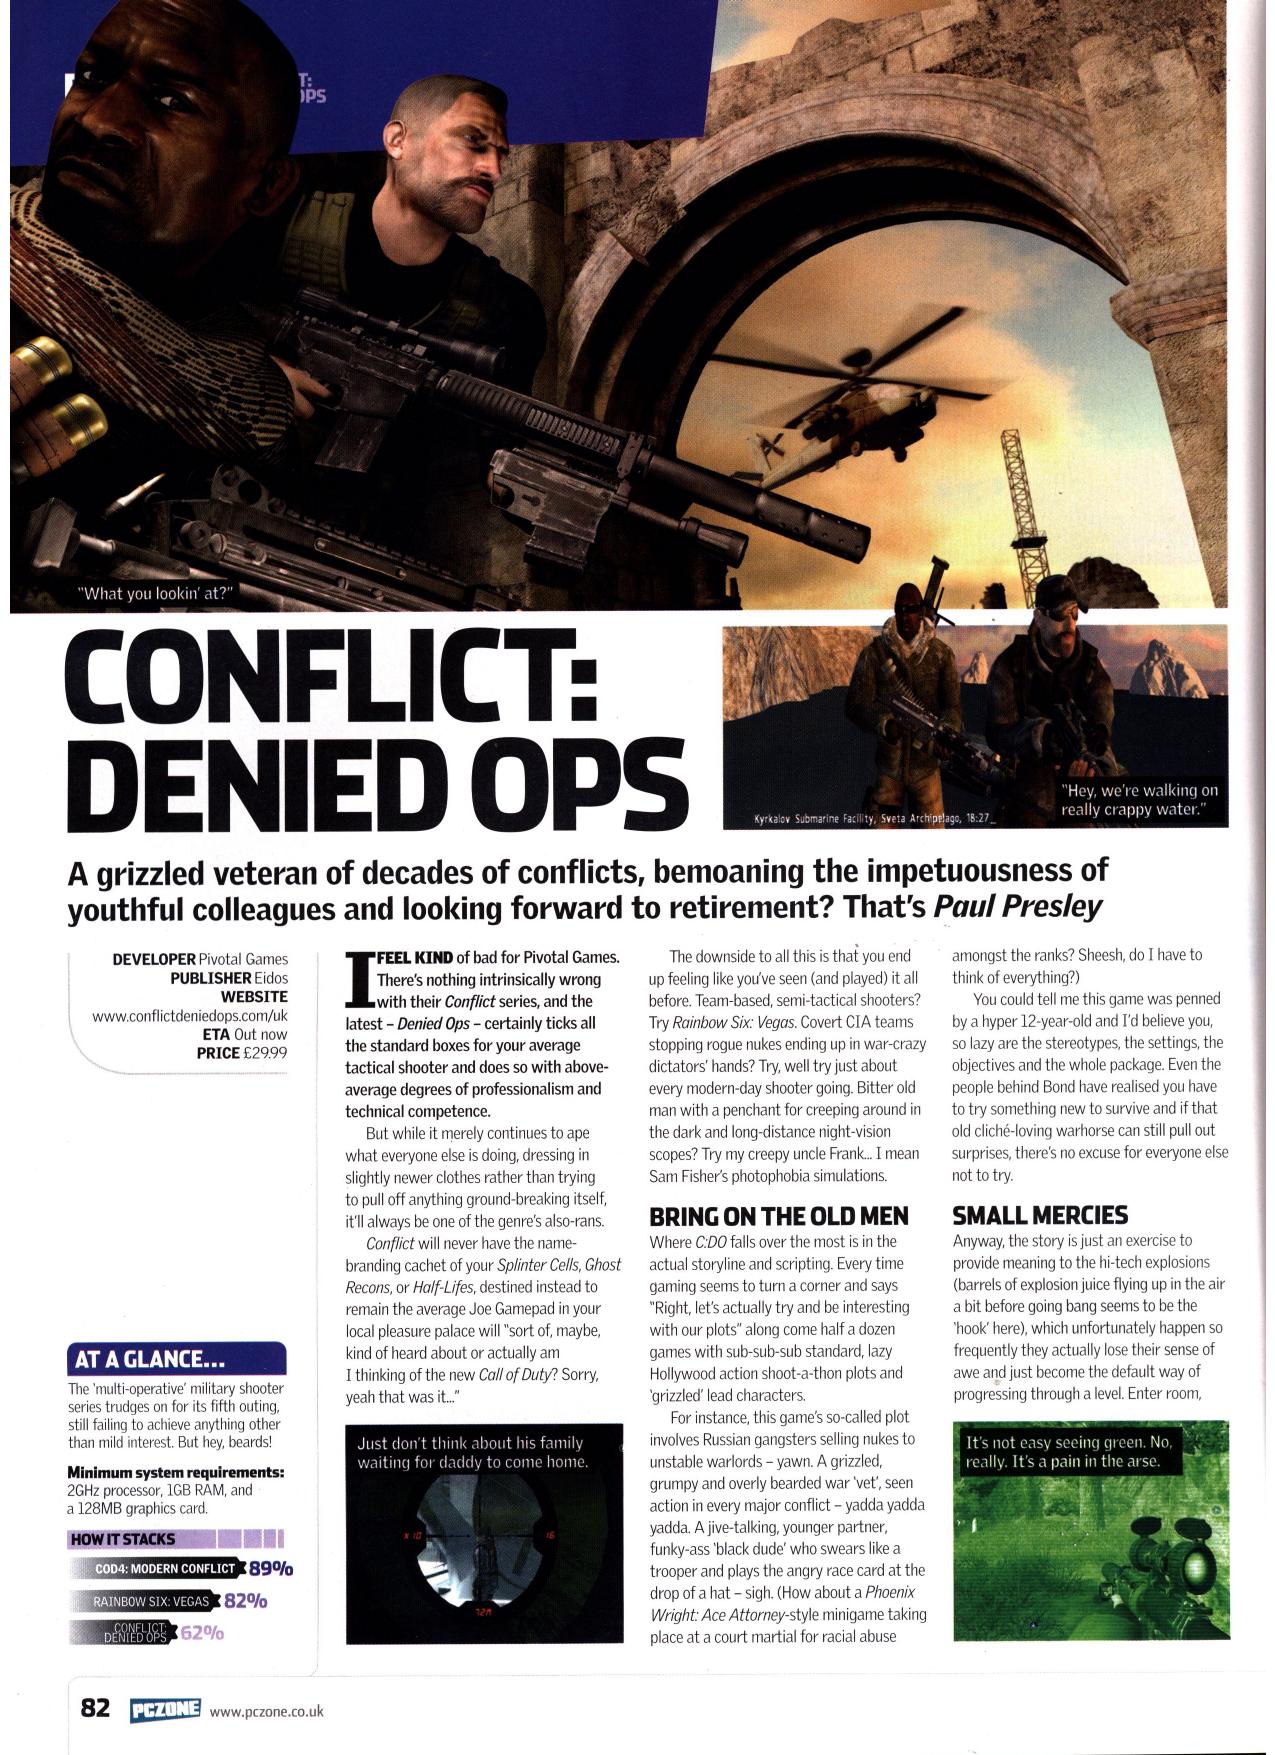 T:
OPS
"What you lookin' at?"
CONFLICT:
DENIED OPS
Kyrkalov Submarine Facility, Sveta Archipelago, 18:27_
"Hey, we're walking on
really crappy water."
A grizzled veteran of decades of conflicts, bemoaning the impetuousness of
youthful colleagues and looking forward to retirement? That's Paul Presley
DEVELOPER Pivotal Games
PUBLISHER Eidos
WEBSITE
www.conflictdeniedops.com/uk
ETA Out now
PRICE £29.99
AT A GLANCE...
The 'multi-operative' military shooter
series trudges on for its fifth outing,
still failing to achieve anything other
than mild interest. But hey, beards!
Minimum system requirements:
2GHz processor, 1GB RAM, and
a 128MB graphics card.
HOW IT STACKS
COD4: MODERN CONFLICT 89%
RAINBOW SIX: VEGAS 82%
CONFLICT:
DENIED OPS 62%
I FEEL KIND of bad for Pivotal Games.
There's nothing intrinsically wrong
with their Conflict series, and the
latest – Denied Ops – certainly ticks all
the standard boxes for your average
tactical shooter and does so with above-
average degrees of professionalism and
technical competence.
But while it merely continues to ape
what everyone else is doing, dressing in
slightly newer clothes rather than trying
to pull off anything ground-breaking itself,
it'll always be one of the genre's also-rans.
Conflict will never have the name-
branding cachet of your Splinter Cells, Ghost
Recons, or Half-Lifes, destined instead to
remain the average Joe Gamepad in your
local pleasure palace will "sort of, maybe,
kind of heard about or actually am
I thinking of the new Call of Duty? Sorry,
yeah that was it..."
Just don't think about his family
waiting for daddy to come home.
x 10
16
72M
The downside to all this is that you end
up feeling like you've seen (and played) it all
before. Team-based, semi-tactical shooters?
Try Rainbow Six: Vegas. Covert CIA teams
stopping rogue nukes ending up in war-crazy
dictators' hands? Try, well try just about
every modern-day shooter going. Bitter old
man with a penchant for creeping around in
the dark and long-distance night-vision
scopes? Try my creepy uncle Frank... I mean
Sam Fisher's photophobia simulations.
BRING ON THE OLD MEN
Where C:DO falls over the most is in the
actual storyline and scripting. Every time
gaming seems to turn a corner and says
"Right, let's actually try and be interesting
with our plots" along come half a dozen
games with sub-sub-sub standard, lazy
Hollywood action shoot-a-thon plots and
'grizzled' lead characters.
For instance, this game's so-called plot
involves Russian gangsters selling nukes to
unstable warlords – yawn. A grizzled,
grumpy and overly bearded war 'vet', seen
action in every major conflict – yadda yadda
yadda. A jive-talking, younger partner,
funky-ass 'black dude' who swears like a
trooper and plays the angry race card at the
drop of a hat – sigh. (How about a Phoenix
Wright: Ace Attorney-style minigame taking
place at a court martial for racial abuse
amongst the ranks? Sheesh, do I have to
think of everything?)
You could tell me this game was penned
by a hyper 12-year-old and I'd believe you,
so lazy are the stereotypes, the settings, the
objectives and the whole package. Even the
people behind Bond have realised you have
to try something new to survive and if that
old cliché-loving warhorse can still pull out
surprises, there's no excuse for everyone else
not to try.
SMALL MERCIES
Anyway, the story is just an exercise to
provide meaning to the hi-tech explosions
(barrels of explosion juice flying up in the air
a bit before going bang seems to be the
'hook' here), which unfortunately happen so
frequently they actually lose their sense of
awe and just become the default way of
progressing through a level. Enter room,
It's not easy seeing green. No,
really. It's a pain in the arse.
82 PCZONE www.pczone.co.uk